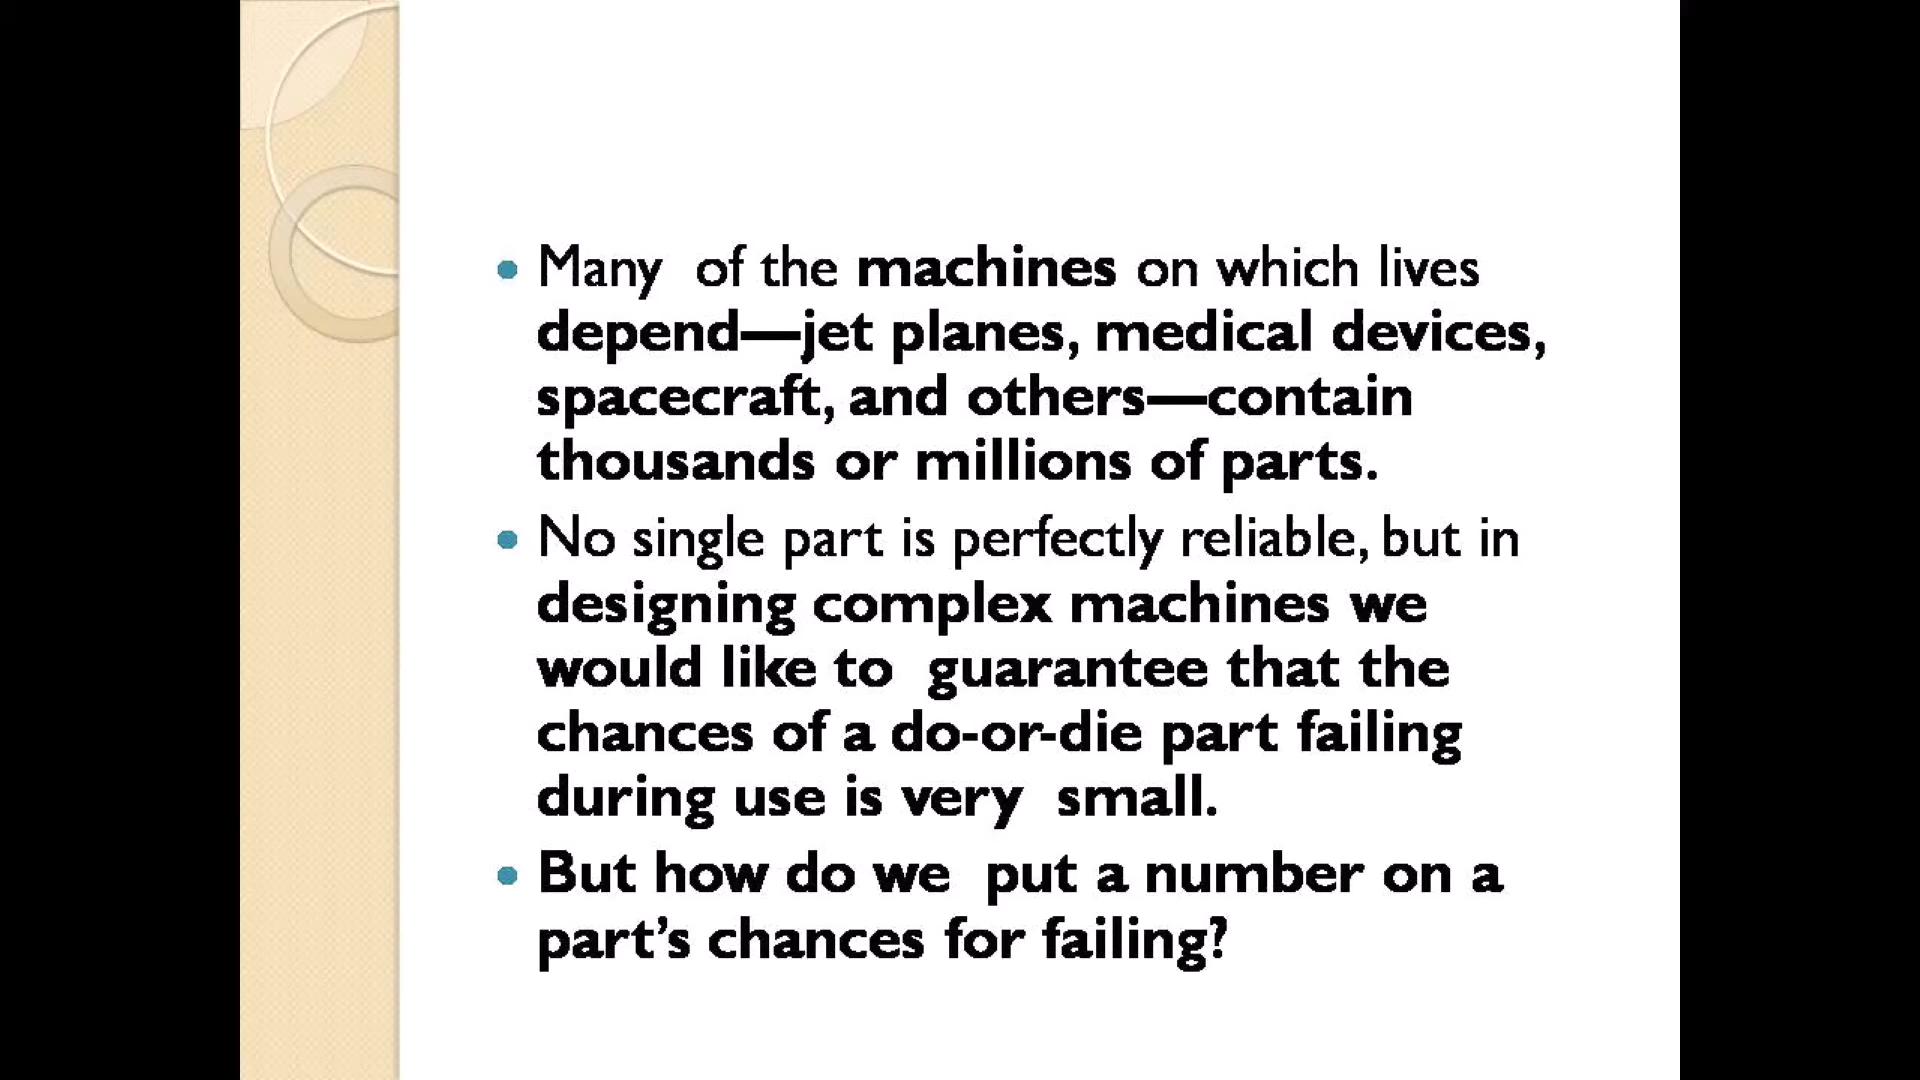 • Many of the machines on which lives
depend—jet planes, medical devices,
spacecraft, and others—contain
thousands or millions of parts.
• No single part is perfectly reliable, but in
designing complex machines we
would like to guarantee that the
chances of a do-or-die part failing
during use is very small.
• But how do we put a number on a
part’s chances for failing?